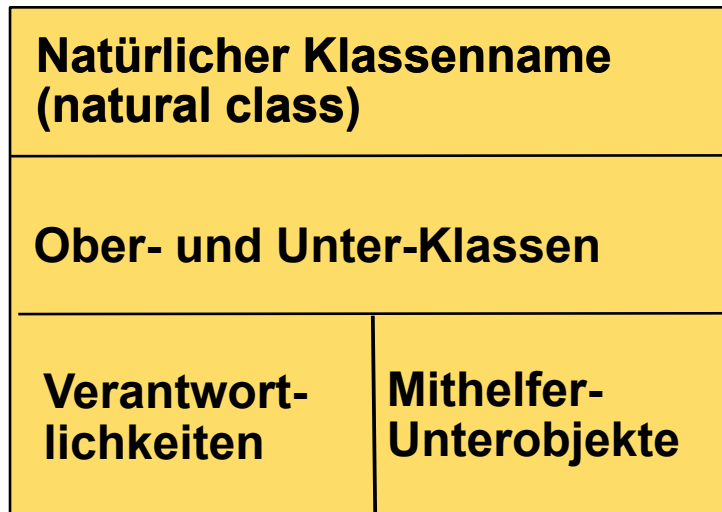 Natürlicher Klassenname
(natural class)
Ober- und Unter-Klassen
Verantwort-
lichkeiten
Mithelfer-
Unterobjekte